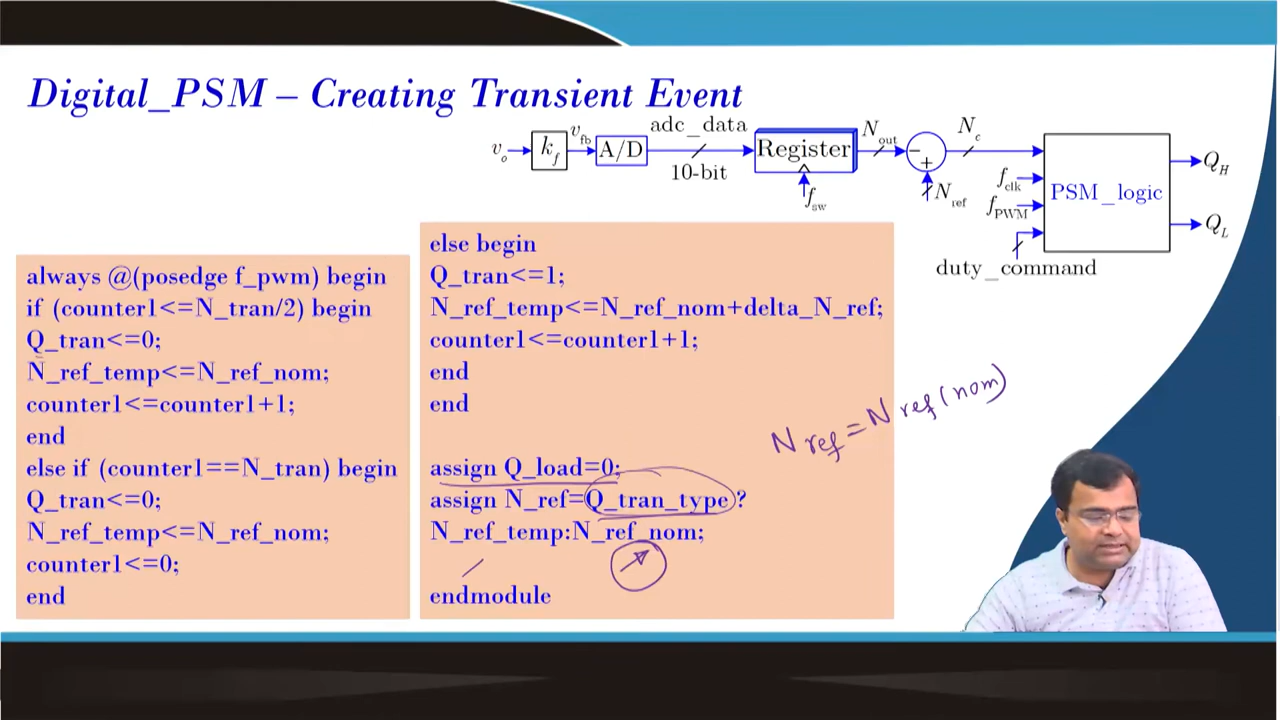 Digital_PSM – Creating Transient Event
v_o k_f v_fb A/D adc_data 10-bit Register f_sw N_out − + N_ref N_c f_clk f_PWM duty_command PSM_logic Q_H Q_L
always @(posedge f_pwm) begin
if (counter1<=N_tran/2) begin
Q_tran<=0;
N_ref_temp<=N_ref_nom;
counter1<=counter1+1;
end
else if (counter1==N_tran) begin
Q_tran<=0;
N_ref_temp<=N_ref_nom;
counter1<=0;
end
else begin
Q_tran<=1;
N_ref_temp<=N_ref_nom+delta_N_ref;
counter1<=counter1+1;
end
end
assign Q_load=0;
assign N_ref=Q_tran_type?
N_ref_temp:N_ref_nom;
endmodule
N ref = N ref(nom)